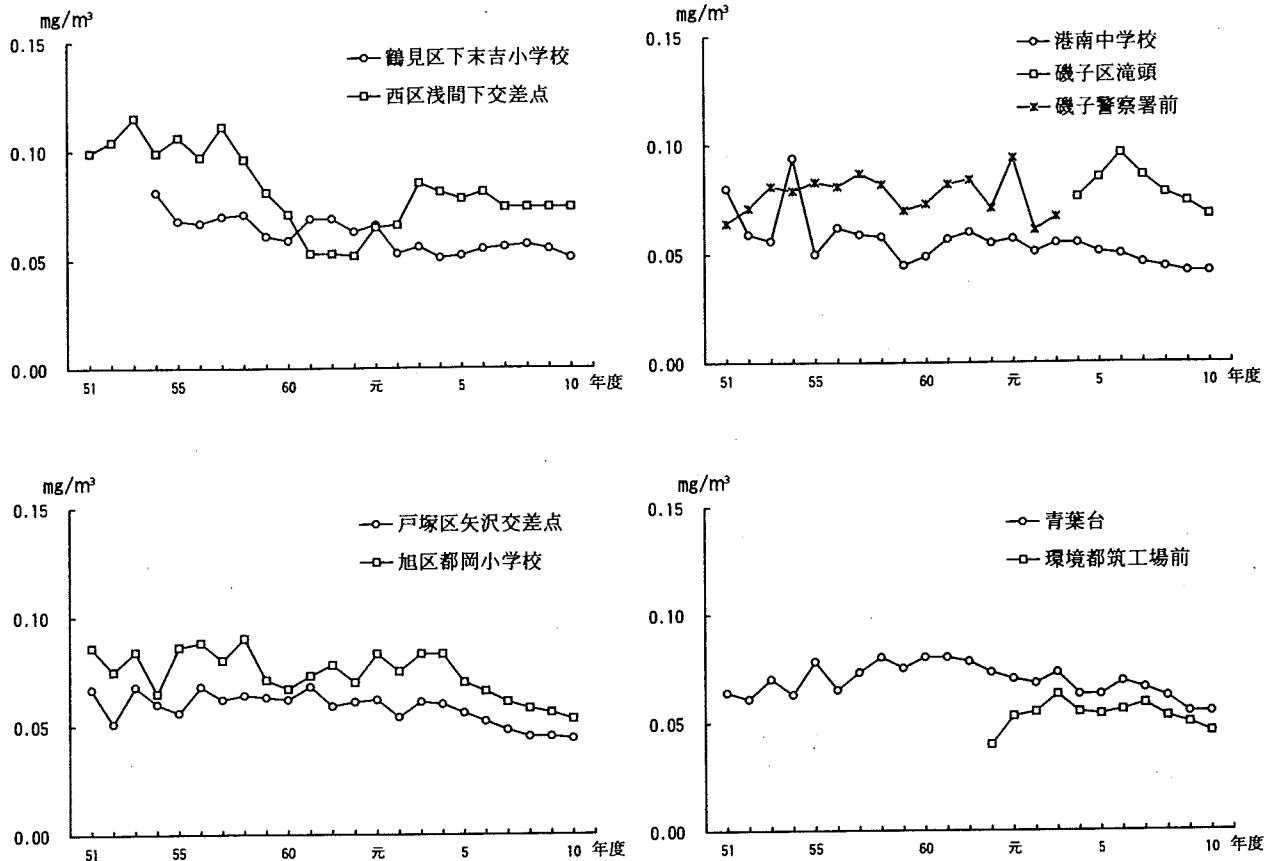 mg/m³
0.15
0.10
0.05
0.00
鶴見区下末吉小学校
西区浅間下交差点
51 55 60 元 5 10 年度
mg/m³
0.15
0.10
0.05
0.00
港南中学校
磯子区滝頭
磯子警察署前
51 55 60 元 5 10 年度
mg/m³
0.15
0.10
0.05
0.00
戸塚区矢沢交差点
旭区都岡小学校
51 55 60 元 5 10 年度
mg/m³
0.15
0.10
0.05
0.00
青葉台
環境都筑工場前
51 55 60 元 5 10 年度